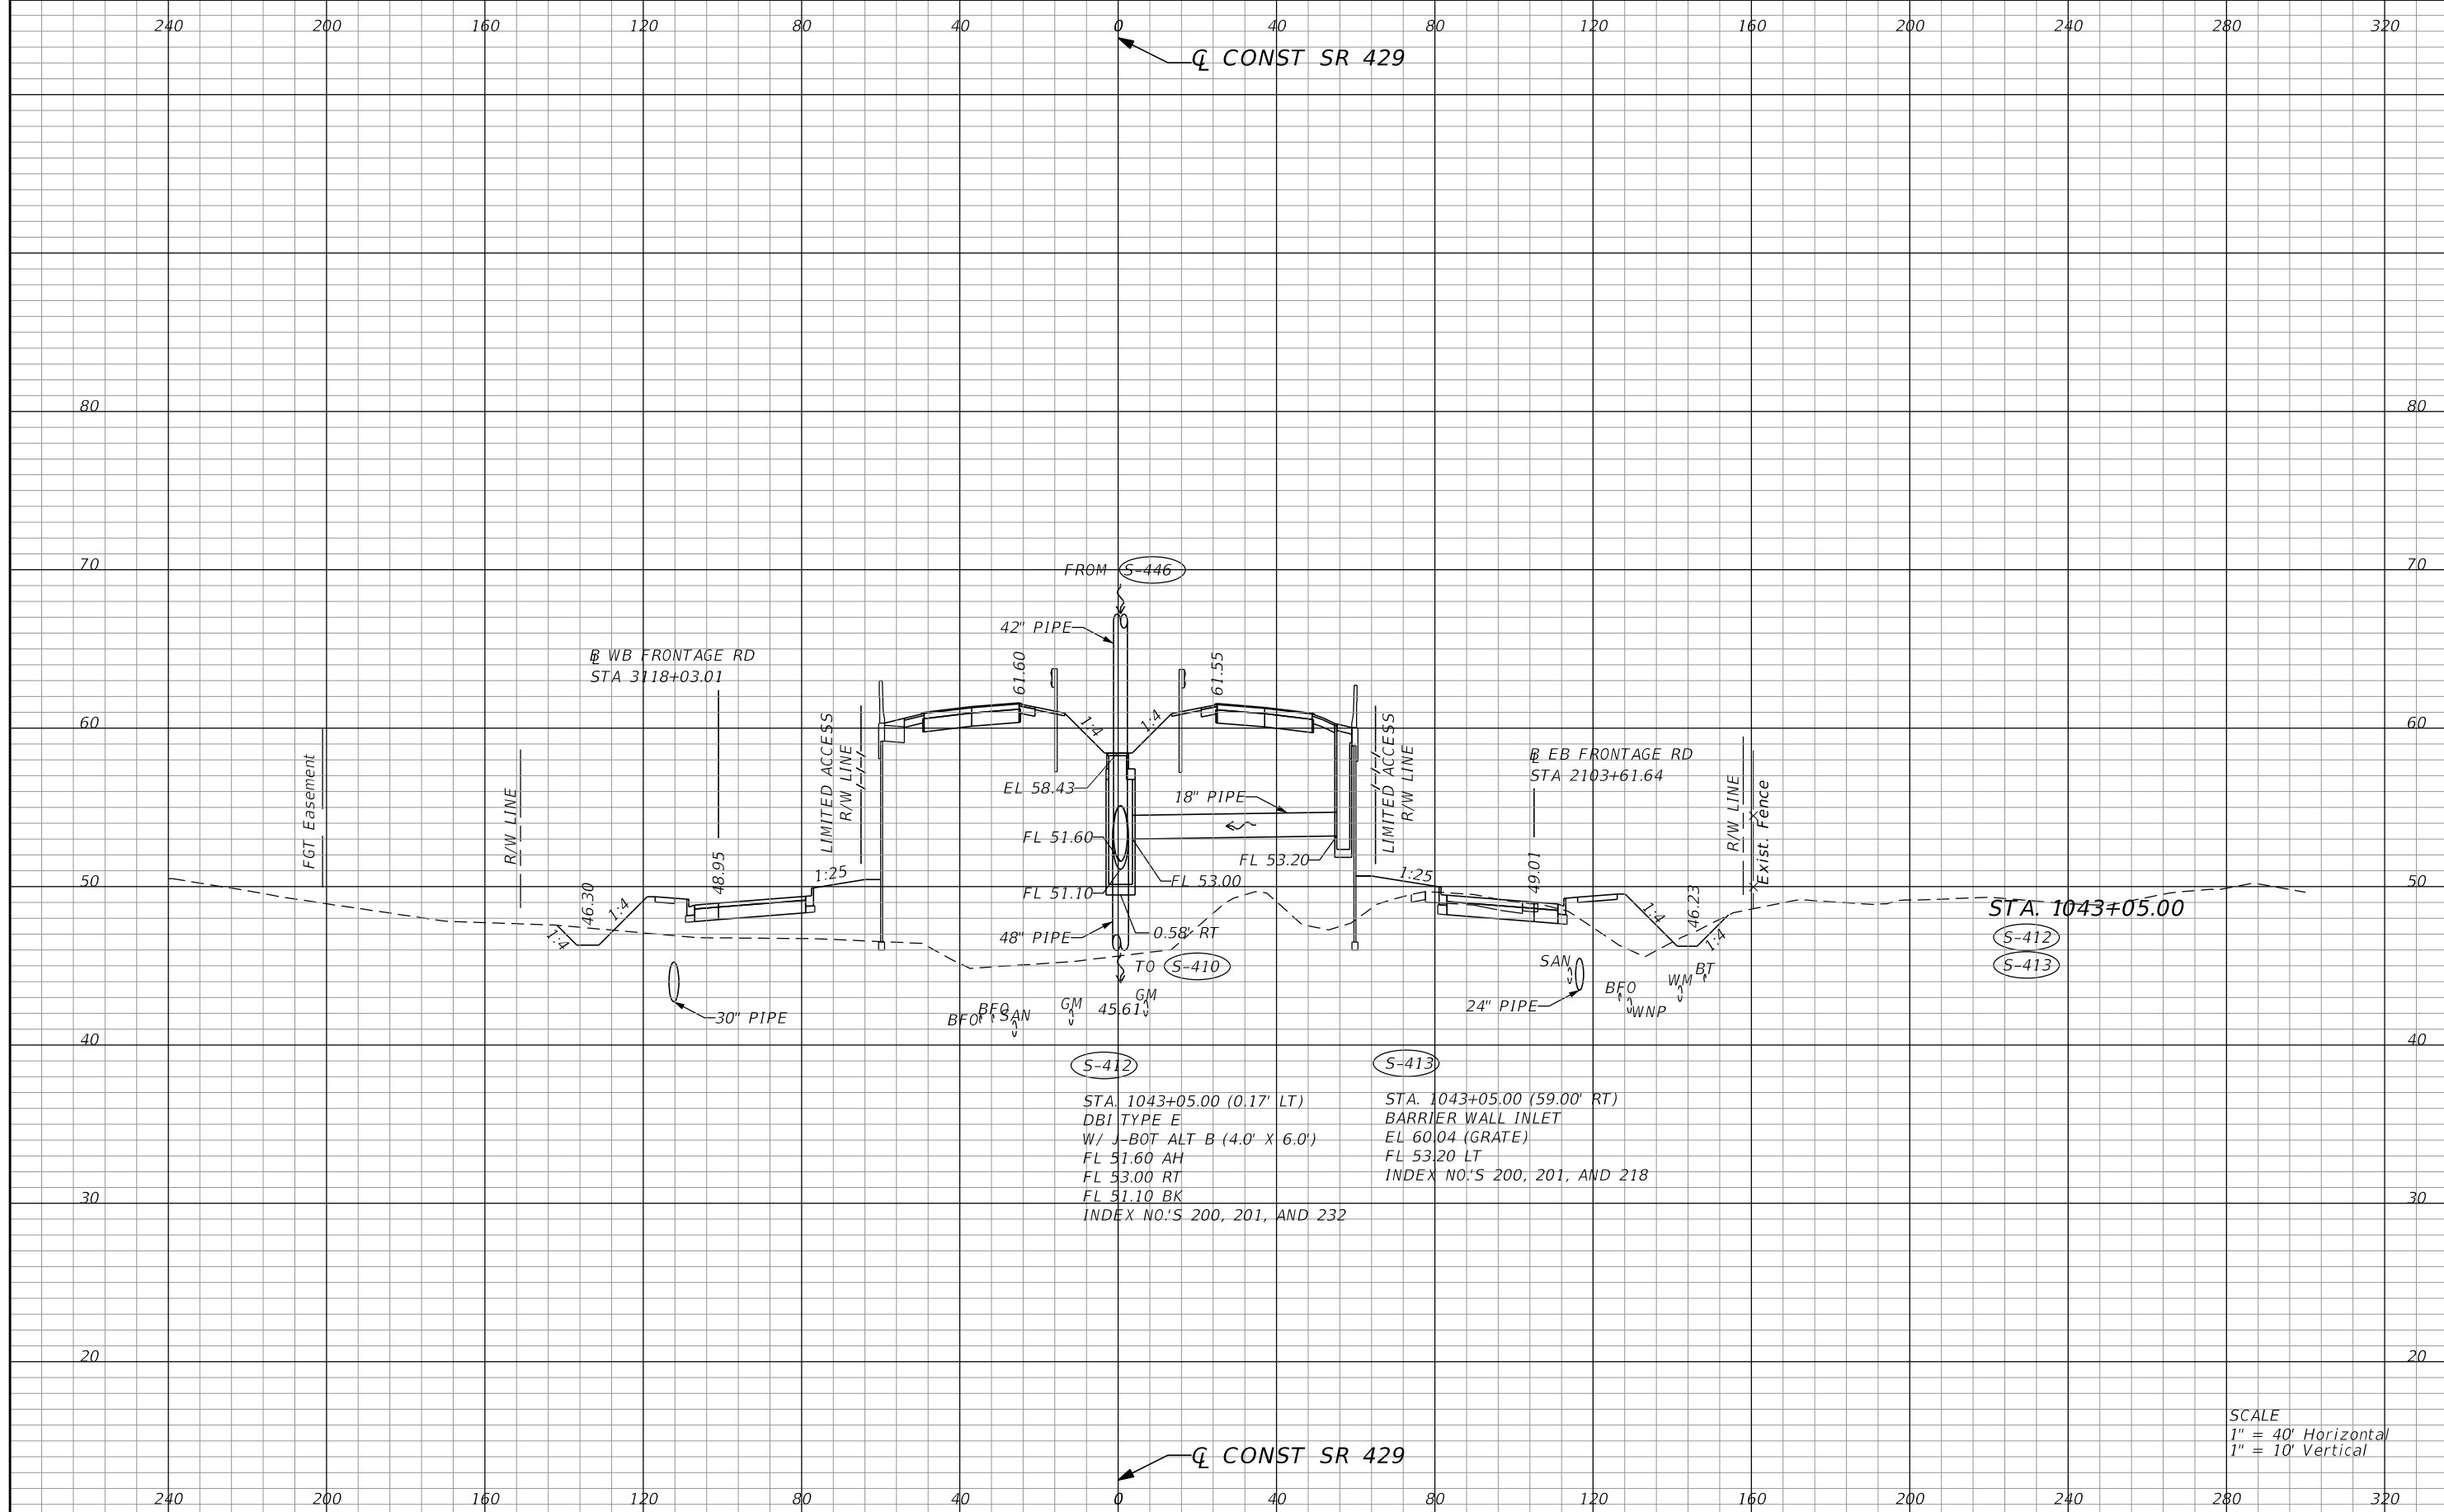 240 200 160 120 80 40 0 40 80 120 160 200 240 280 320
℄ CONST SR 429
80 80
70 70
FROM S-446
42" PIPE
℄ WB FRONTAGE RD
STA 3118+03.01
61.60
61.55
60 60
1:4
1:4
LIMITED ACCESS
R/W LINE
LIMITED ACCESS
R/W LINE
FGT Easement
R/W LINE
EL 58.43
18" PIPE
FL 51.60
FL 53.20
FL 53.00
FL 51.10
℄ EB FRONTAGE RD
STA 2103+61.64
R/W LINE
Exist. Fence
50 50
48.95
1:25
1:25
49.01
46.30
1:4
1:4
1:4
46.23
1:4
48" PIPE
0.58' RT
TO S-410
STA. 1043+05.00
S-412
S-413
30" PIPE
BFO
BFO
SAN
GM
45.61
GM
SAN
24" PIPE
BFO
WNP
WM
BT
40 40
S-412
STA. 1043+05.00 (0.17' LT)
DBI TYPE E
W/ J-BOT ALT B (4.0' X 6.0')
FL 51.60 AH
FL 53.00 RT
FL 51.10 BK
INDEX NO.'S 200, 201, AND 232
S-413
STA. 1043+05.00 (59.00' RT)
BARRIER WALL INLET
EL 60.04 (GRATE)
FL 53.20 LT
INDEX NO.'S 200, 201, AND 218
30 30
20 20
SCALE
1" = 40' Horizontal
1" = 10' Vertical
℄ CONST SR 429
240 200 160 120 80 40 0 40 80 120 160 200 240 280 320